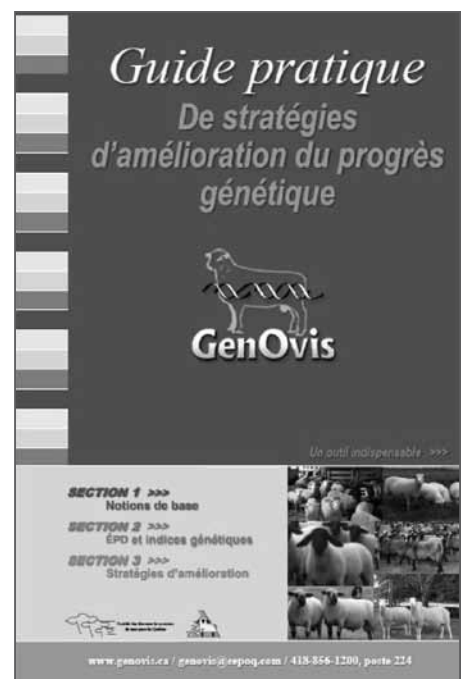 Guide pratique
De stratégies
d'amélioration du progrès
génétique
GenOvis
Un outil indispensable >>>
SECTION 1 >>>
Notions de base
SECTION 2 >>>
ÉPD et indices génétiques
SECTION 3 >>>
Stratégies d'amélioration
www.genovis.ca / genovis@cepoq.com / 418-856-1200, poste 224